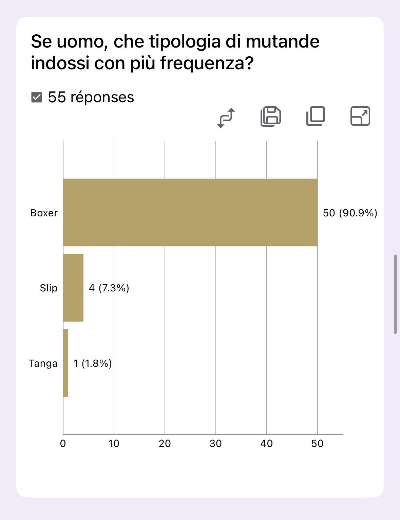 Se uomo, che tipologia di mutande
indossi con più frequenza?
55 réponses
Boxer 50 (90.9%)
Slip 4 (7.3%)
Tanga 1 (1.8%)
0 10 20 30 40 50